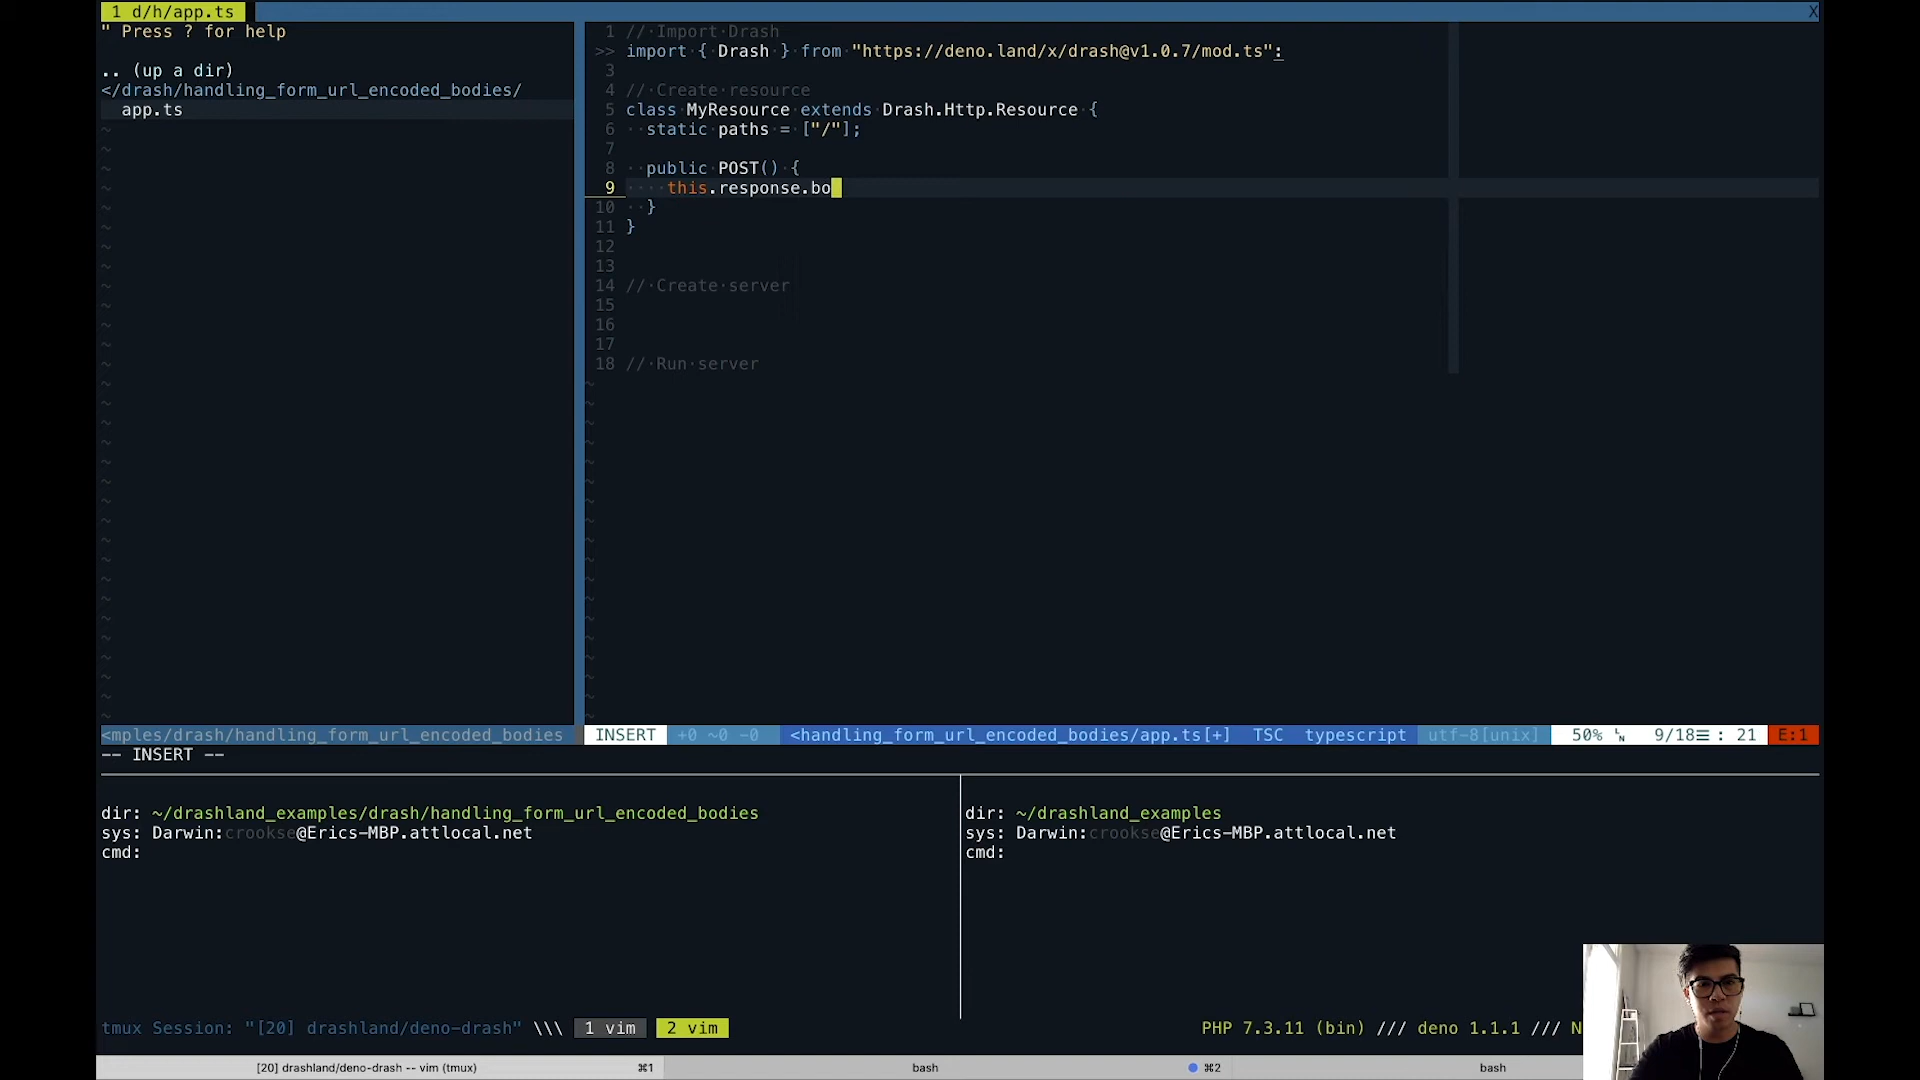 1 d/h/app.ts X
" Press ? for help
.. (up a dir)
</drash/handling_form_url_encoded_bodies/
app.ts
1 // Import Drash
>> import { Drash } from "https://deno.land/x/drash@v1.0.7/mod.ts";
3
4 // Create resource
5 class MyResource extends Drash.Http.Resource {
6 static paths = ["/"];
7
8 public POST() {
9 this.response.bo
10 }
11 }
12
13
14 // Create server
15
16
17
18 // Run server
<mples/drash/handling_form_url_encoded_bodies INSERT +0 ~0 -0 <handling_form_url_encoded_bodies/app.ts[+] TSC typescript utf-8[unix] 50% ␤ 9/18☰ : 21 E:1
-- INSERT --
dir: ~/drashland_examples/drash/handling_form_url_encoded_bodies
sys: Darwin:crookse@Erics-MBP.attlocal.net
cmd:
dir: ~/drashland_examples
sys: Darwin:crookse@Erics-MBP.attlocal.net
cmd:
tmux Session: "[20] drashland/deno-drash" \\\ 1 vim 2 vim PHP 7.3.11 (bin) /// deno 1.1.1 /// N
[20] drashland/deno-drash -- vim (tmux) ⌘1 bash ⌘2 bash